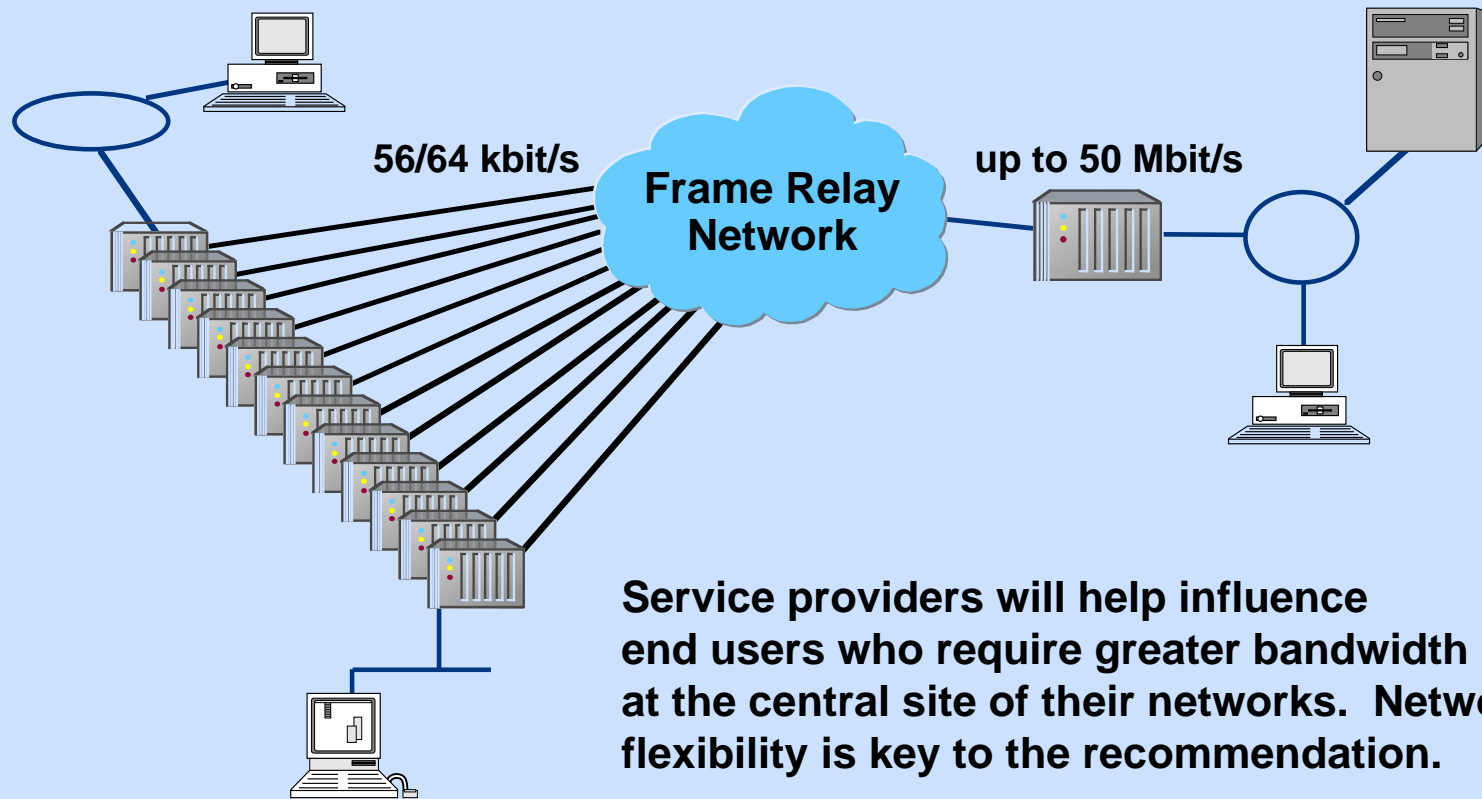 56/64 kbit/s
Frame Relay
Network
up to 50 Mbit/s
Service providers will help influence
end users who require greater bandwidth
at the central site of their networks. Netw
flexibility is key to the recommendation.